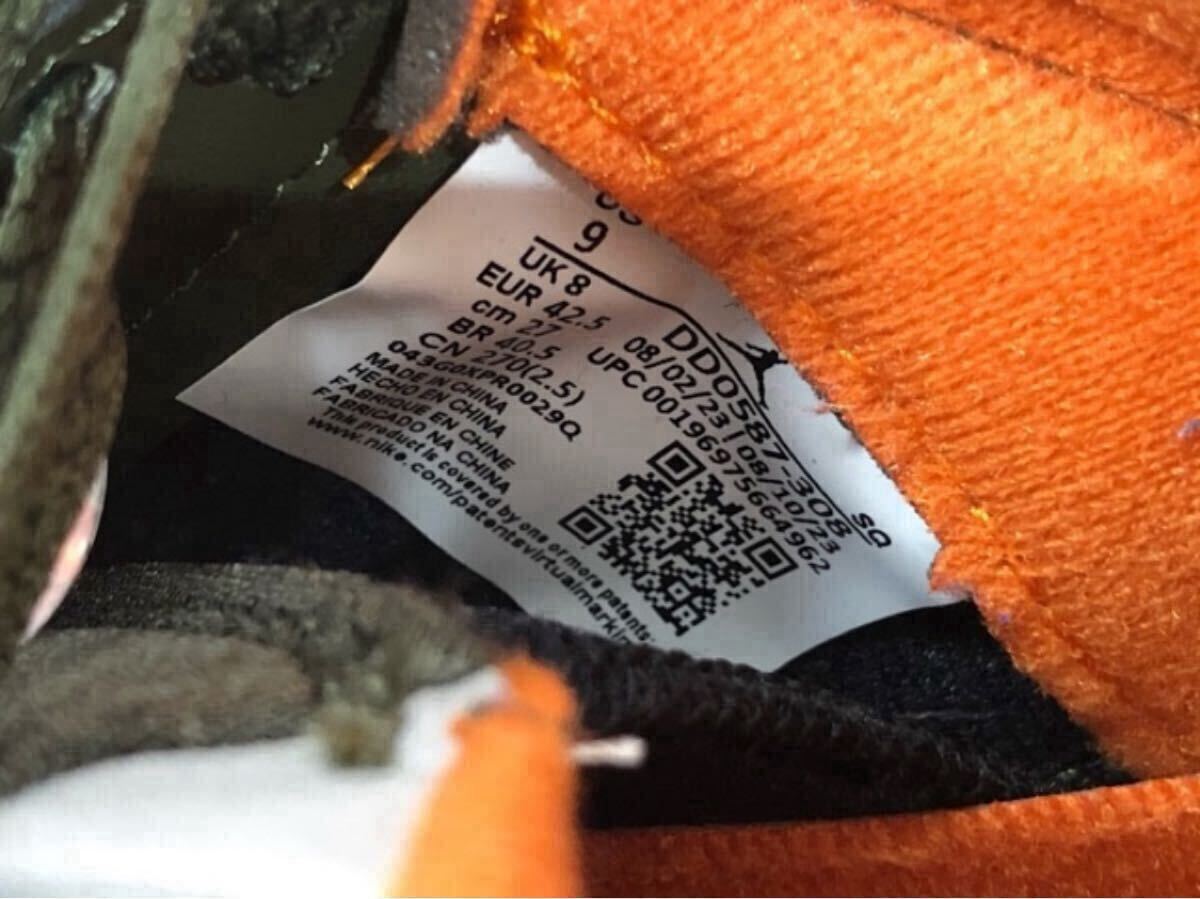 9
UK 8
EUR 42.5
cm 27
BR 40.5
CN 270(2.5)
043G0XPR0029Q
MADE IN CHINA
HECHO EN CHINA
FABRIQUE EN CHINE
FABRICADO NA CHINA
This product is covered by one or more patents:
www.nike.com/patentsvirtualmarkin
DD0587-308 SQ
08/02/23 | 08/10/23
UPC 00196975664962